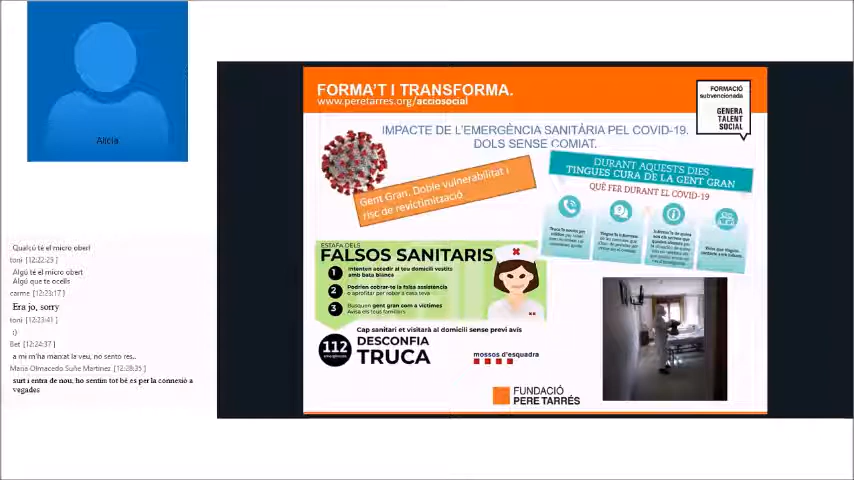 Alicia
Qualcú té el micro obert
toni [12:22:25 ]
Algú té el micro obert
Algú que te ocells
carme [12:23:17 ]
Era jo, sorry
toni [12:23:41 ]
:)
Bet [12:24:37 ]
a mi m'ha marxat la veu, no sento res..
Maria Olmacedo Suñe Martinez [12:28:35 ]
surt i entra de nou, ho sentim tot bé es per la connexió a
vegades
FORMA'T I TRANSFORMA.
www.peretarres.org/acciosocial
FORMACIÓ
subvencionada
GENERA
TALENT
SOCIAL
IMPACTE DE L'EMERGÈNCIA SANITÀRIA PEL COVID-19.
DOLS SENSE COMIAT.
Gent Gran. Doble vulnerabilitat i
risc de revictimització
DURANT AQUESTS DIES
TINGUES CURA DE LA GENT GRAN
QUÈ FER DURANT EL COVID-19
ESTAFA DELS
FALSOS SANITARIS
1 Intenten accedir al teu domicili vestits
amb bata blanca
2 Podrien cobrar-te la falsa assistència
o aprofitar per robar a casa teva
3 Busquen gent gran com a víctimes
Avisa els teus familiars
Cap sanitari et visitarà al domicili sense previ avís
112
emergències
DESCONFIA
TRUCA
mossos d'esquadra
FUNDACIÓ
PERE TARRÉS